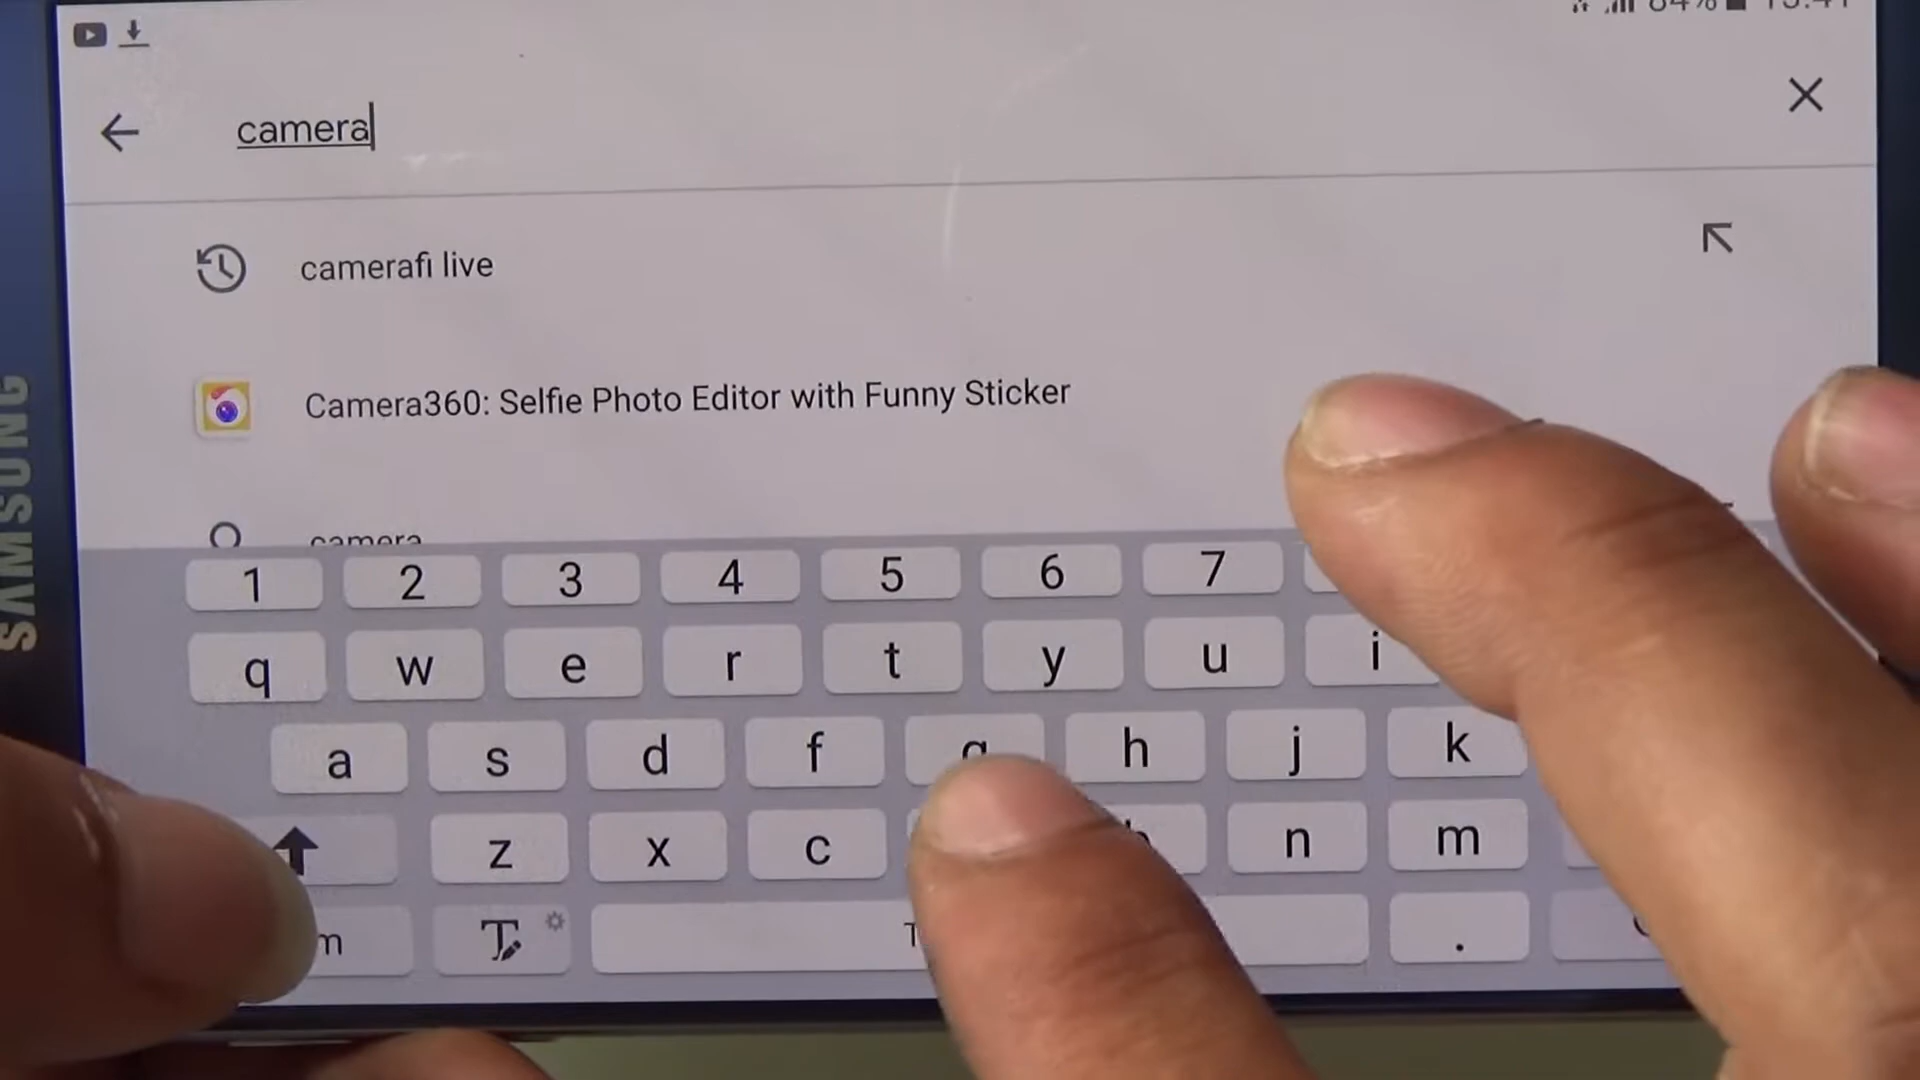 84%
camera
camerafi live
Camera360: Selfie Photo Editor with Funny Sticker
camera
SAMSUNG
1 2 3 4 5 6 7
q w e r t y u i
a s d f g h j k
z x c b n m
m T .